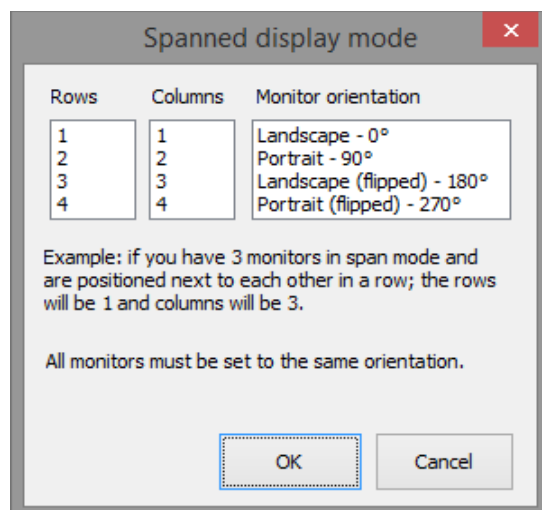 Spanned display mode
Rows Columns Monitor orientation
1 1 Landscape - 0°
2 2 Portrait - 90°
3 3 Landscape (flipped) - 180°
4 4 Portrait (flipped) - 270°
Example: if you have 3 monitors in span mode and
are positioned next to each other in a row; the rows
will be 1 and columns will be 3.
All monitors must be set to the same orientation.
OK Cancel